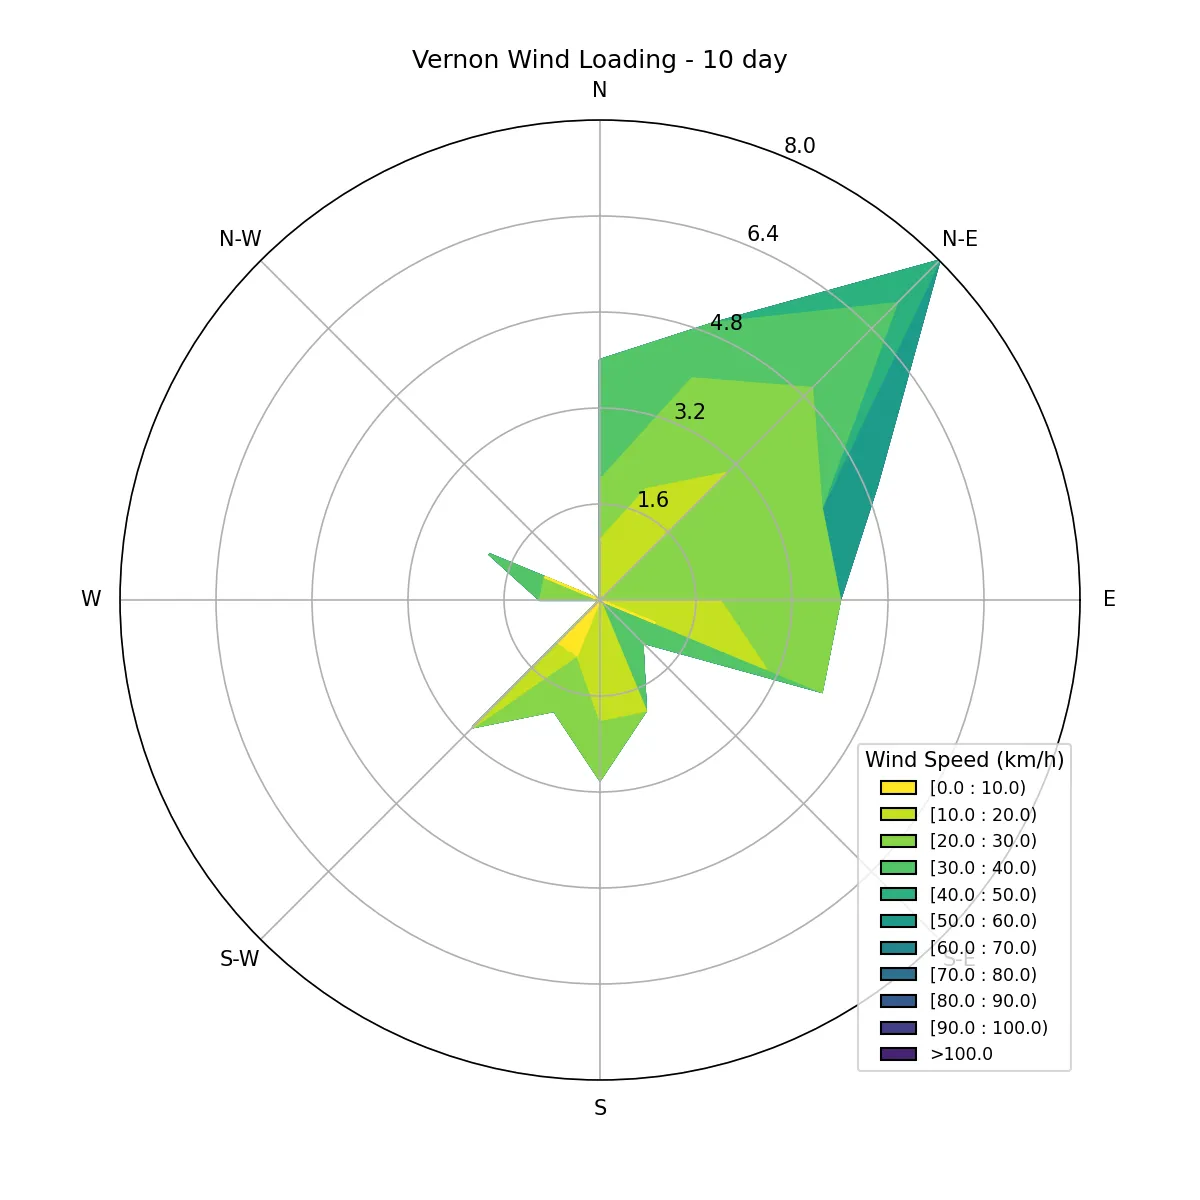 Vernon Wind Loading - 10 day
N
8.0
N-W
6.4
N-E
4.8
3.2
1.6
W
E
Wind Speed (km/h)
[0.0 : 10.0)
[10.0 : 20.0)
[20.0 : 30.0)
[30.0 : 40.0)
[40.0 : 50.0)
[50.0 : 60.0)
[60.0 : 70.0)
S-W
S-E
[70.0 : 80.0)
[80.0 : 90.0)
[90.0 : 100.0)
>100.0
S